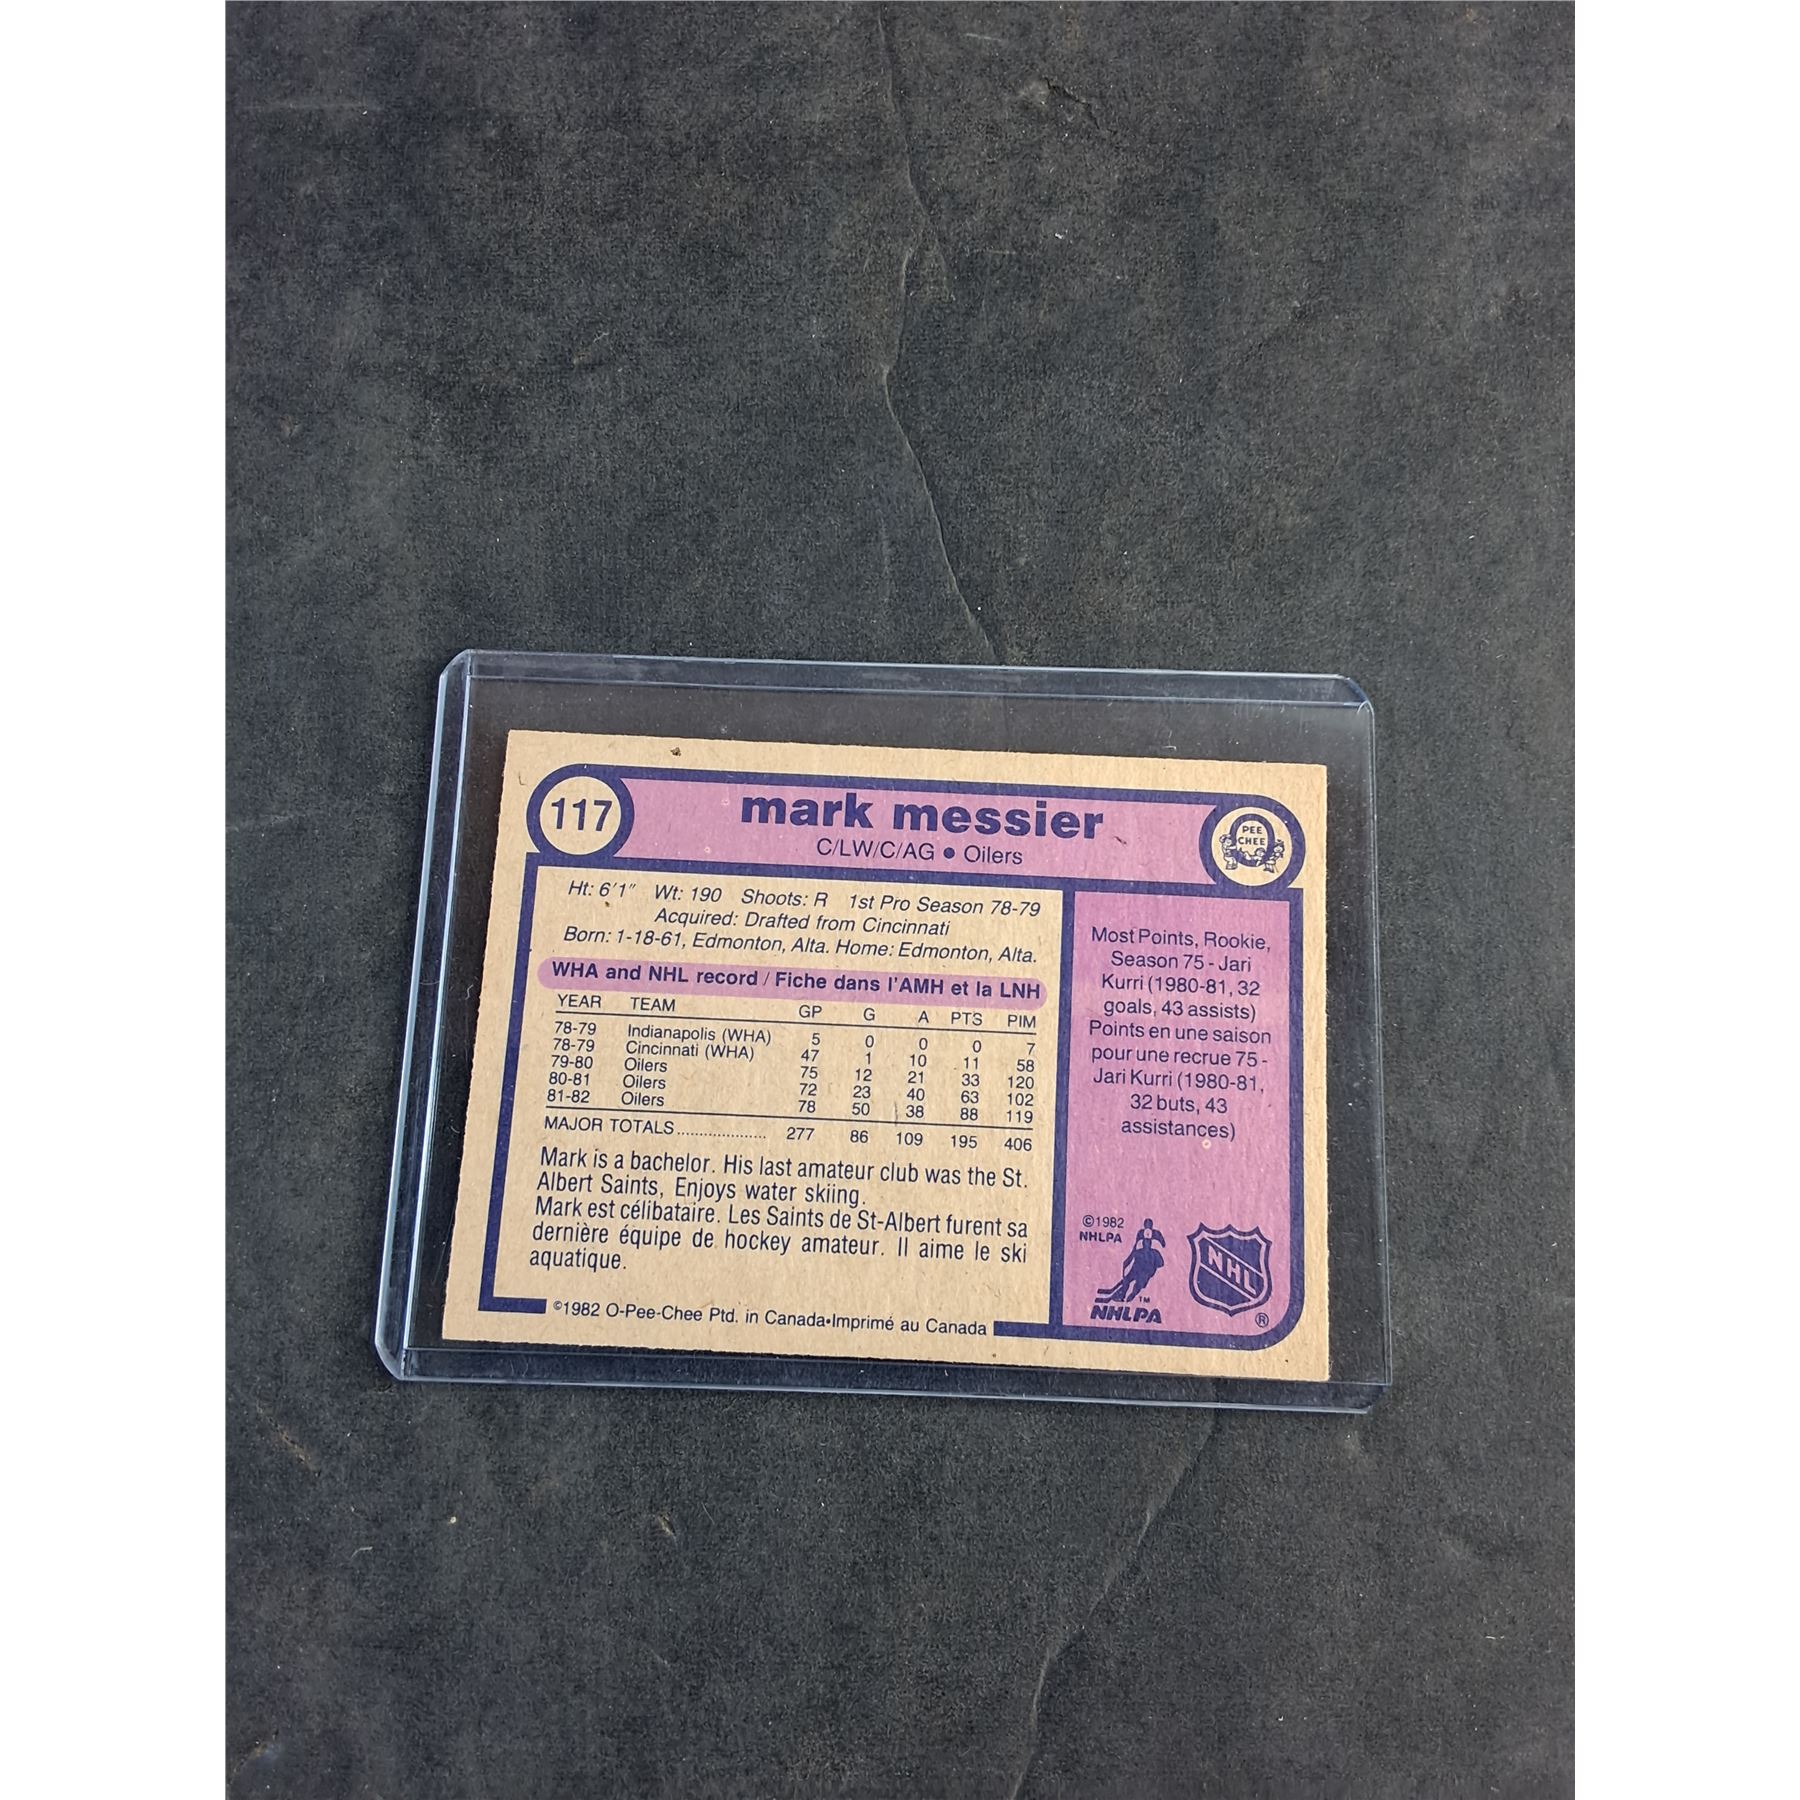 117
mark messier
C/LW/C/AG • Oilers
PEE
CHEE
Ht: 6'1" Wt: 190 Shoots: R 1st Pro Season 78-79
Acquired: Drafted from Cincinnati
Born: 1-18-61, Edmonton, Alta. Home: Edmonton, Alta.
WHA and NHL record / Fiche dans l'AMH et la LNH
YEAR TEAM GP G A PTS PIM
78-79 Indianapolis (WHA) 5 0 0 0 7
78-79 Cincinnati (WHA) 47 1 10 11 58
79-80 Oilers 75 12 21 33 120
80-81 Oilers 72 23 40 63 102
81-82 Oilers 78 50 38 88 119
MAJOR TOTALS.................... 277 86 109 195 406
Mark is a bachelor. His last amateur club was the St.
Albert Saints, Enjoys water skiing.
Mark est célibataire. Les Saints de St-Albert furent sa
dernière équipe de hockey amateur. Il aime le ski
aquatique.
©1982 O-Pee-Chee Ptd. in Canada•Imprimé au Canada
Most Points, Rookie,
Season 75 - Jari
Kurri (1980-81, 32
goals, 43 assists)
Points en une saison
pour une recrue 75 -
Jari Kurri (1980-81,
32 buts, 43
assistances)
©1982
NHLPA
TM
NHLPA
NHL
®